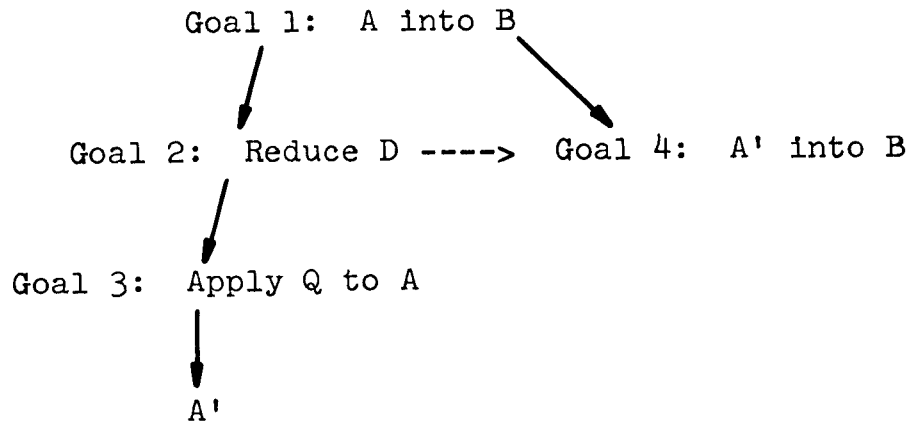 Goal 1: A into B
Goal 2: Reduce D ----> Goal 4: A' into B
Goal 3: Apply Q to A
A'